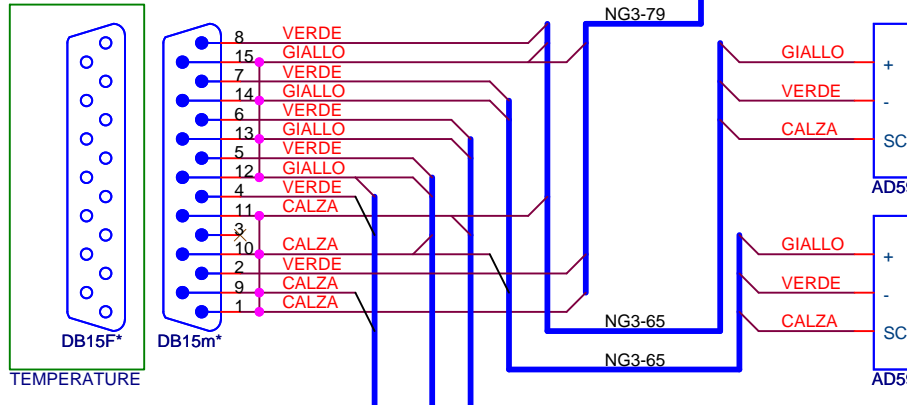 NG3-79
8 VERDE
15 GIALLO
7 VERDE
14 GIALLO
6 VERDE
13 GIALLO
5 VERDE
12 GIALLO
4 VERDE
11 CALZA
3
10 CALZA
2 VERDE
9 CALZA
1 CALZA
DB15F*
DB15m*
TEMPERATURE
NG3-65
NG3-65
GIALLO +
VERDE -
CALZA SC
AD59
GIALLO +
VERDE -
CALZA SC
AD59